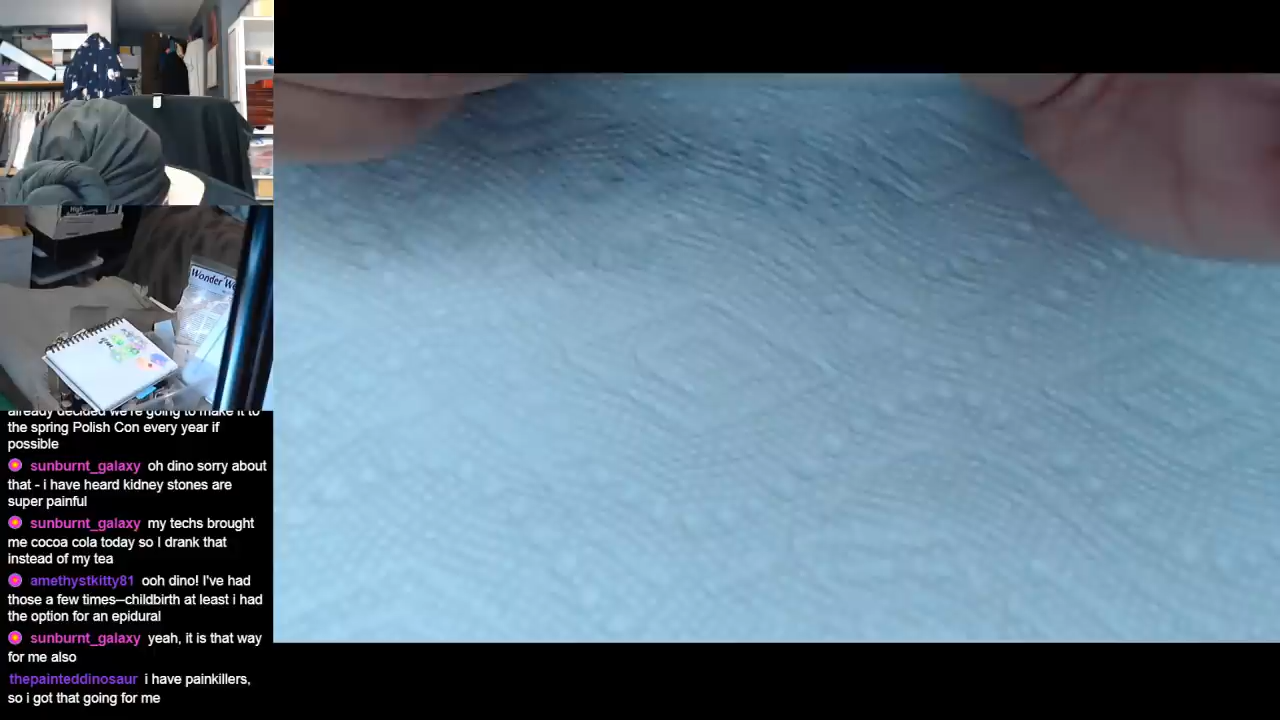 High
Wonder We
already decided we're going to make it to
the spring Polish Con every year if
possible
sunburnt_galaxy oh dino sorry about
that - i have heard kidney stones are
super painful
sunburnt_galaxy my techs brought
me cocoa cola today so I drank that
instead of my tea
amethystkitty81 ooh dino! I've had
those a few times–childbirth at least i had
the option for an epidural
sunburnt_galaxy yeah, it is that way
for me also
thepainteddinosaur i have painkillers,
so i got that going for me